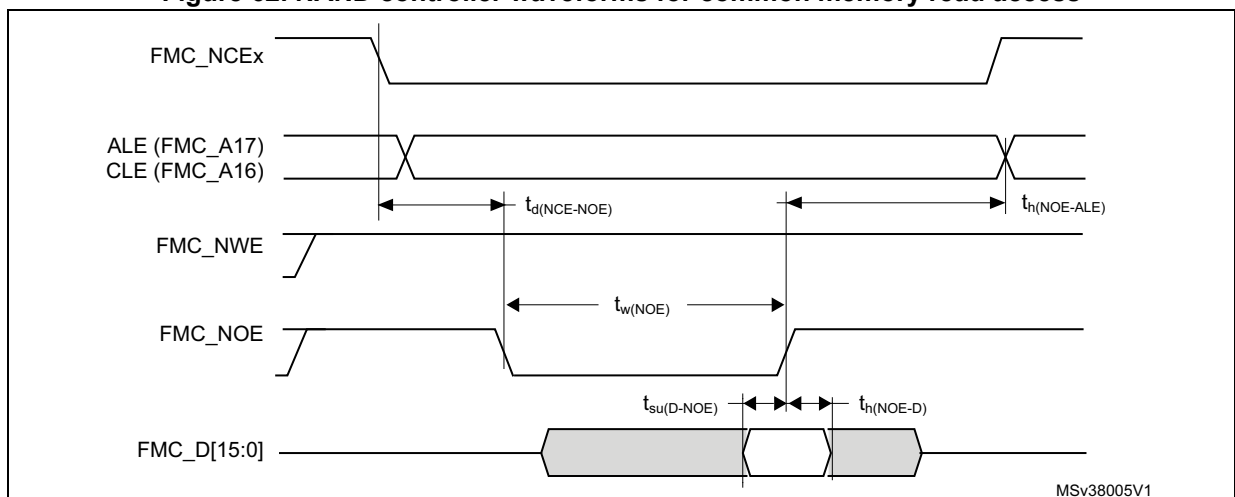 FMC_NCEx
ALE (FMC_A17)
CLE (FMC_A16)
td(NCE-NOE)
th(NOE-ALE)
FMC_NWE
tw(NOE)
FMC_NOE
tsu(D-NOE)
th(NOE-D)
FMC_D[15:0]
MSv38005V1